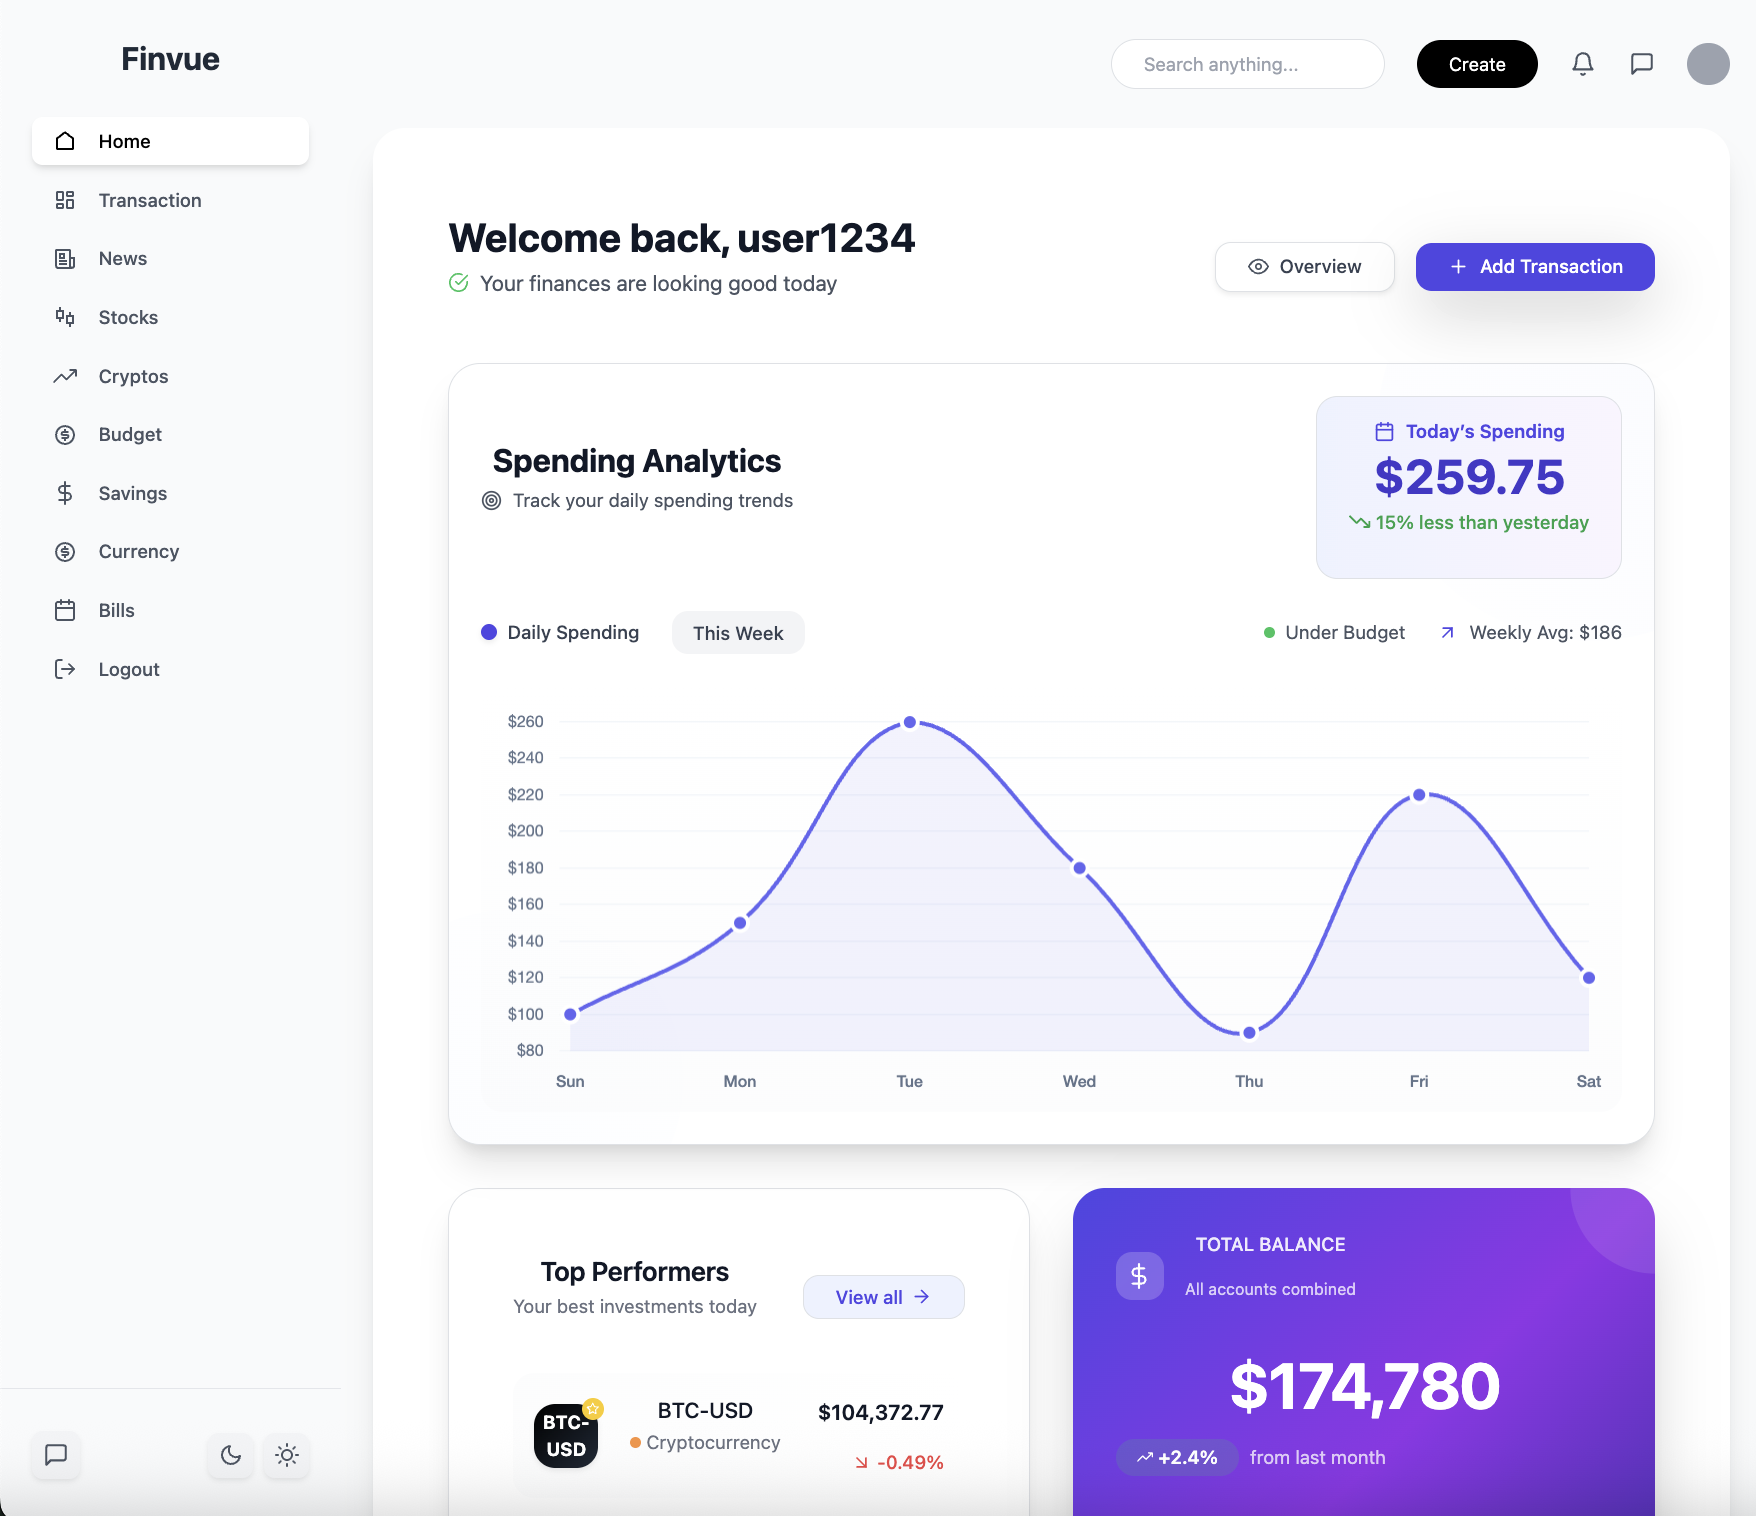 Finvue
Search anything...
Create
Home
Transaction
News
Stocks
Cryptos
Budget
Savings
Currency
Bills
Logout
Welcome back, user1234
Your finances are looking good today
Overview
Add Transaction
Spending Analytics
Track your daily spending trends
Today’s Spending
$259.75
15% less than yesterday
Daily Spending
This Week
Under Budget
Weekly Avg: $186
$260
$240
$220
$200
$180
$160
$140
$120
$100
$80
Sun Mon Tue Wed Thu Fri Sat
Top Performers
Your best investments today
View all
BTC-
USD
BTC-USD
Cryptocurrency
$104,372.77
-0.49%
TOTAL BALANCE
All accounts combined
$174,780
+2.4%
from last month